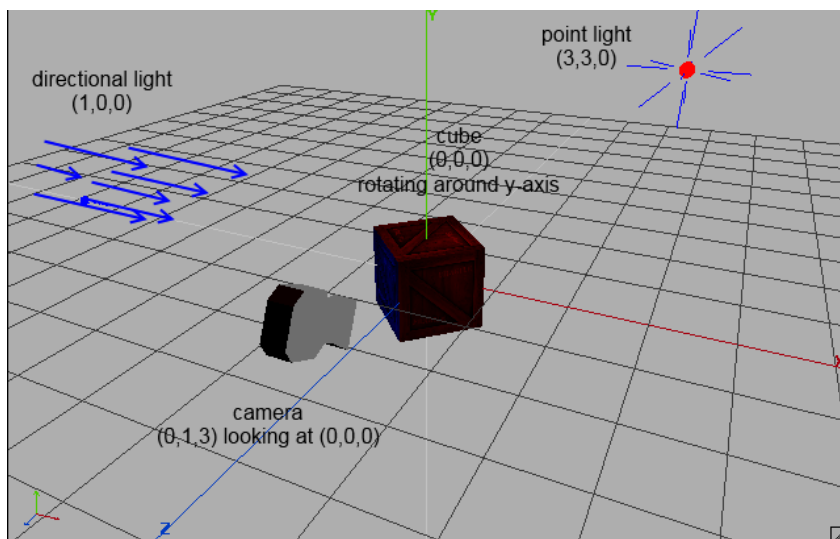 Y
point light
(3,3,0)
directional light
(1,0,0)
cube
(0,0,0)
rotating around y-axis
X
camera
(0,1,3) looking at (0,0,0)
Z